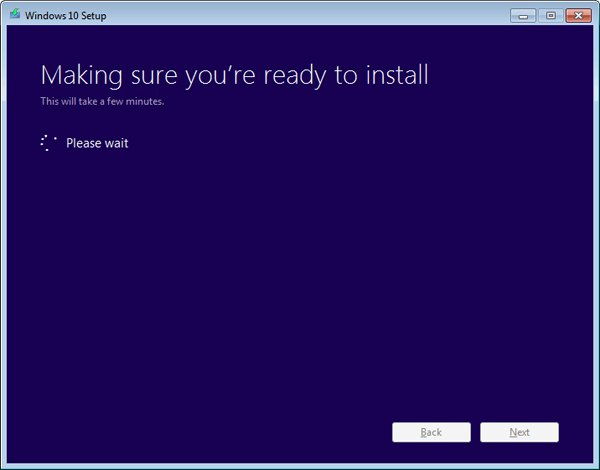 Windows 10 Setup
Making sure you're ready to install
This will take a few minutes.
Please wait
Back
Next